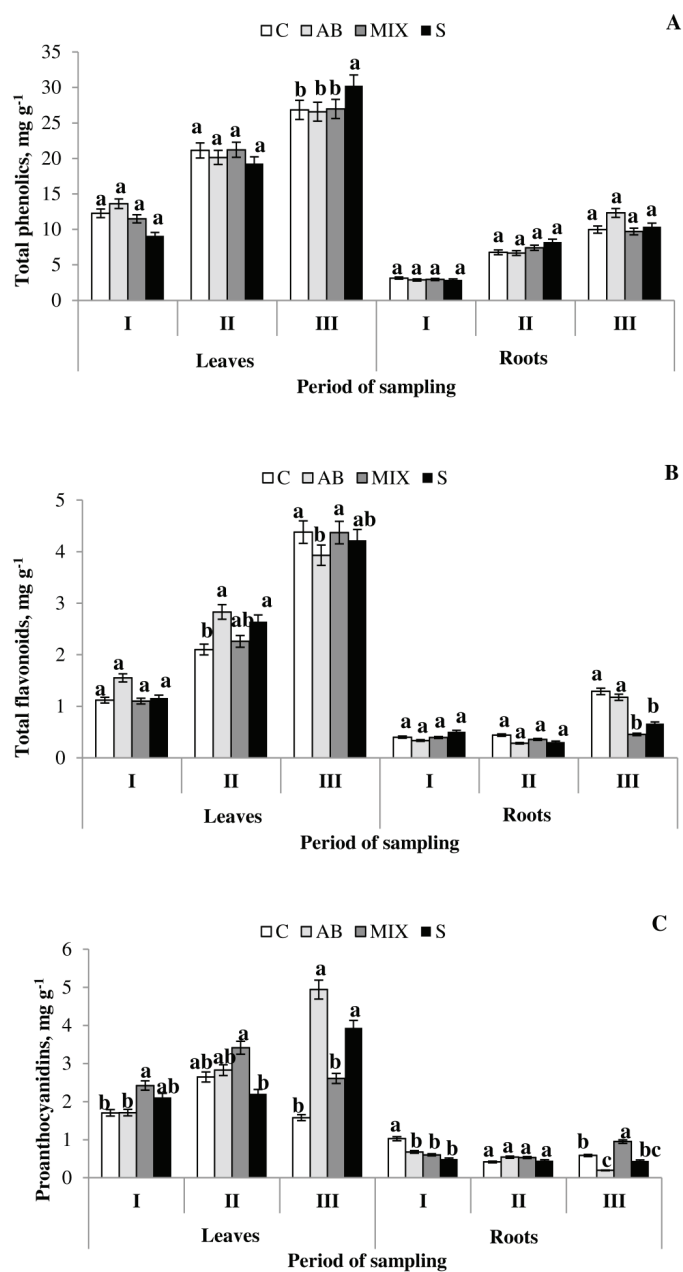 A
C AB MIX S
35
30
25
20
15
10
5
0
Total phenolics, mg g-1
a a a a
a a a a
b b b a
a a a a
a a a a
a a a a
I II III I II III
Leaves Roots
Period of sampling
B
C AB MIX S
5
4
3
2
1
0
Total flavonoids, mg g-1
a a a a
b a ab a
a b a ab
a a a a
a a a a
a a b b
I II III I II III
Leaves Roots
Period of sampling
C
C AB MIX S
6
5
4
3
2
1
0
Proanthocyanidins, mg g-1
b b a ab
ab ab a b
b a b a
a b b b
a a a a
b c a bc
I II III I II III
Leaves Roots
Period of sampling